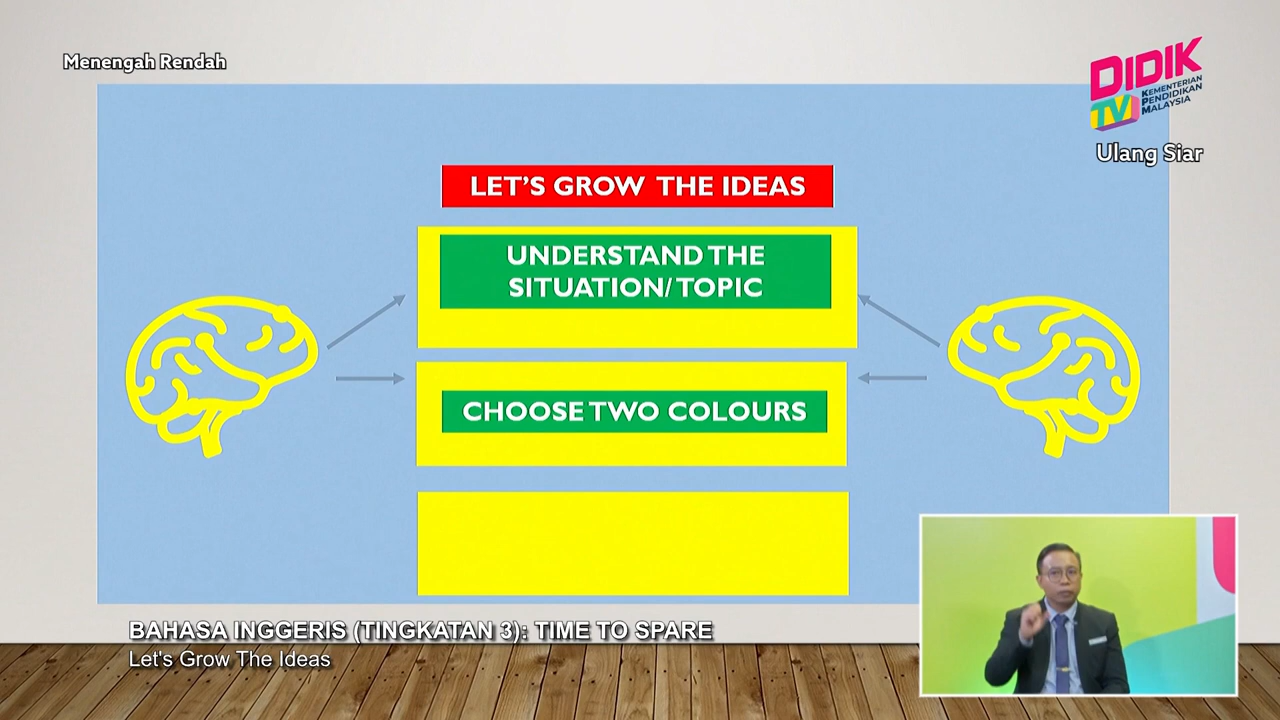 Menengah Rendah
DIDIK
TV
KEMENTERIAN
PENDIDIKAN
MALAYSIA
Ulang Siar
LET'S GROW THE IDEAS
UNDERSTAND THE
SITUATION/ TOPIC
CHOOSE TWO COLOURS
BAHASA INGGERIS (TINGKATAN 3): TIME TO SPARE
Let's Grow The Ideas